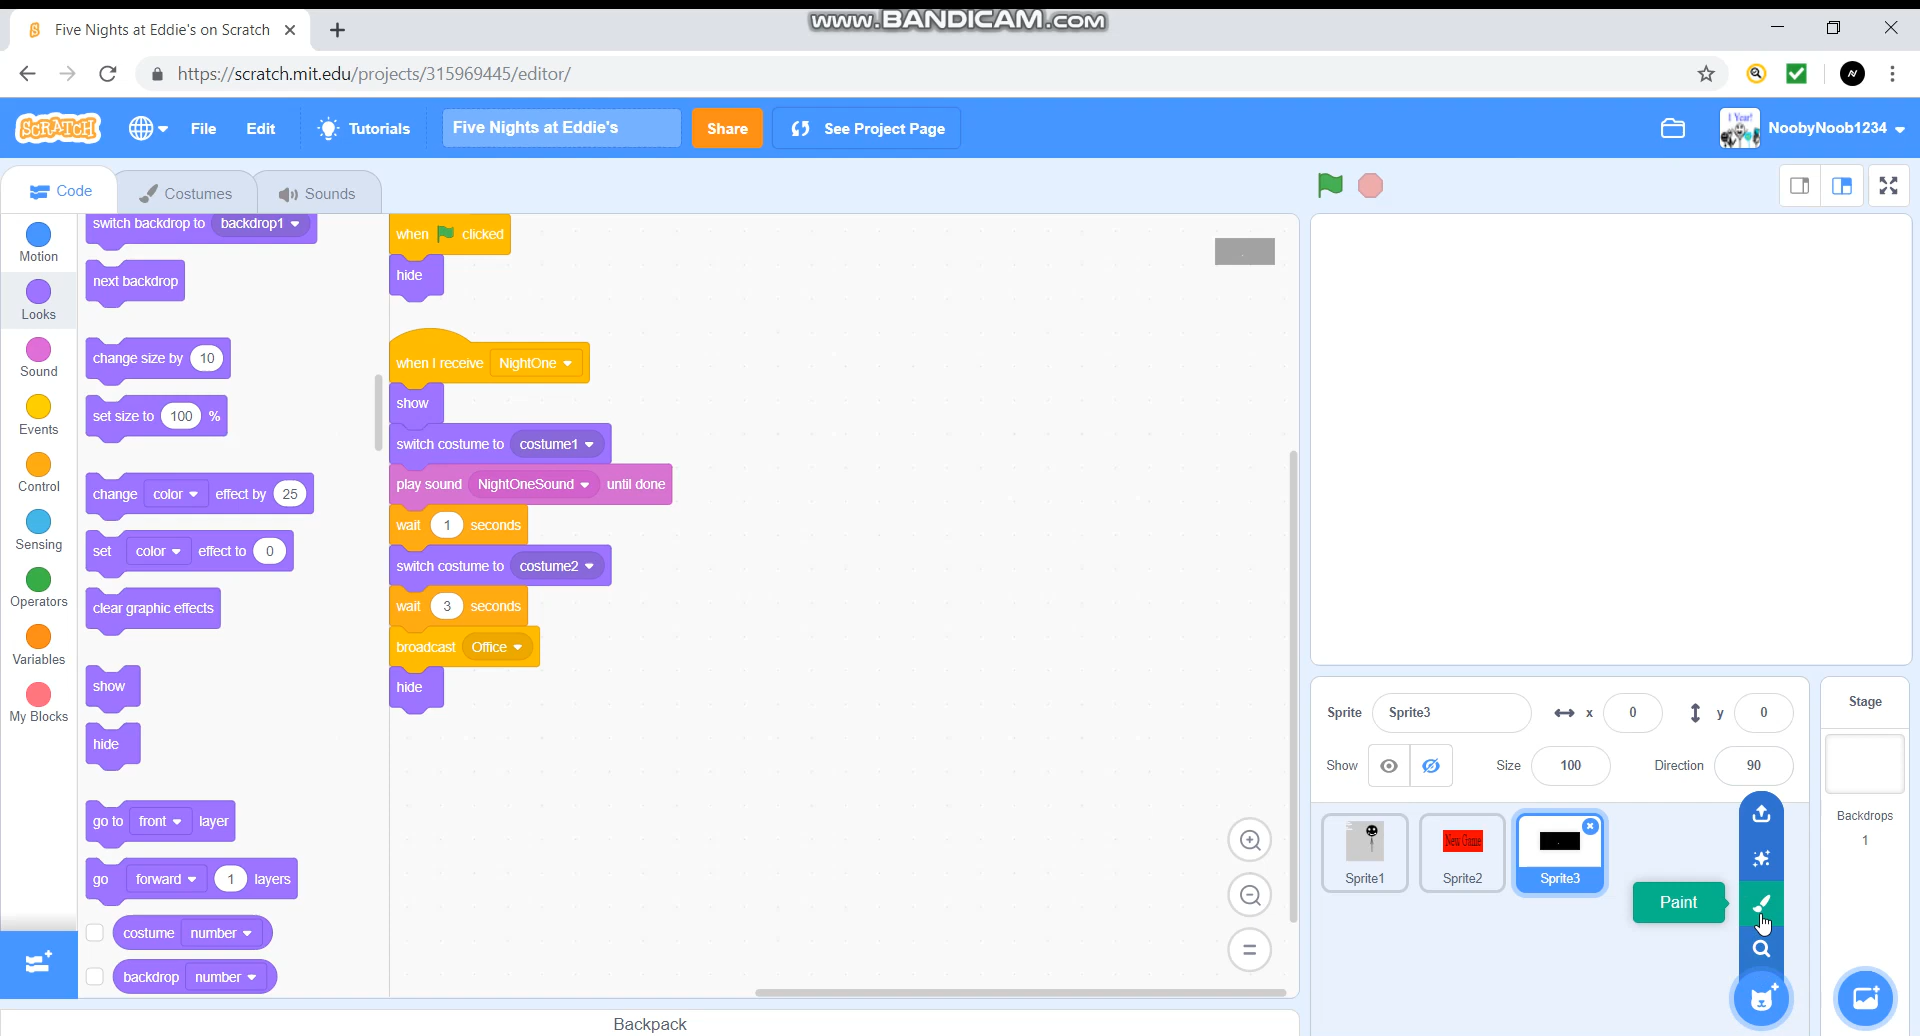 www.BANDICAM.com
Five Nights at Eddie's on Scratch
https://scratch.mit.edu/projects/315969445/editor/
SCRATCH
File
Edit
Tutorials
Five Nights at Eddie's
Share
See Project Page
1 Year!
NoobyNoob1234
Code
Costumes
Sounds
Motion
Looks
Sound
Events
Control
Sensing
Operators
Variables
My Blocks
switch backdrop to backdrop1
next backdrop
change size by 10
set size to 100 %
change color effect by 25
set color effect to 0
clear graphic effects
show
hide
go to front layer
go forward 1 layers
costume number
backdrop number
when clicked
hide
when I receive NightOne
show
switch costume to costume1
play sound NightOneSound until done
wait 1 seconds
switch costume to costume2
wait 3 seconds
broadcast Office
hide
Backpack
Sprite Sprite3 x 0 y 0
Show Size 100 Direction 90
New Game
Sprite1
Sprite2
Sprite3
Paint
Stage
Backdrops
1